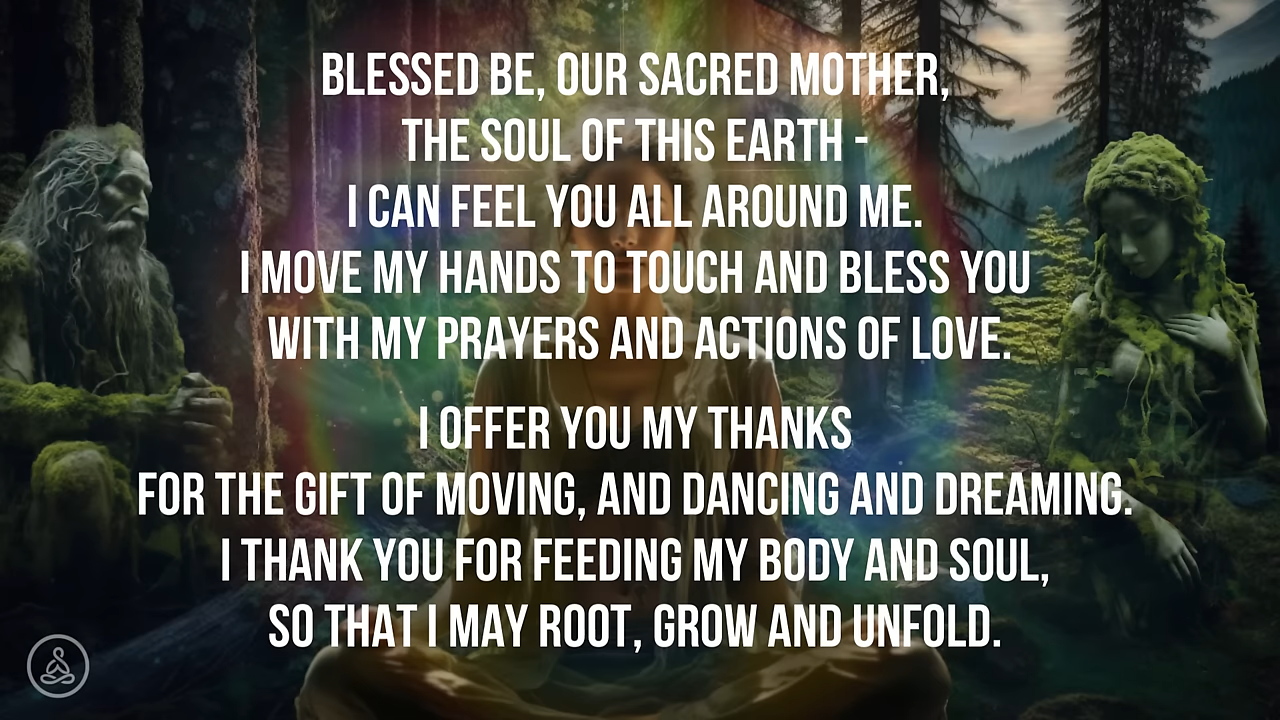 BLESSED BE, OUR SACRED MOTHER,
THE SOUL OF THIS EARTH -
I CAN FEEL YOU ALL AROUND ME.
I MOVE MY HANDS TO TOUCH AND BLESS YOU
WITH MY PRAYERS AND ACTIONS OF LOVE.
I OFFER YOU MY THANKS
FOR THE GIFT OF MOVING, AND DANCING AND DREAMING.
I THANK YOU FOR FEEDING MY BODY AND SOUL,
SO THAT I MAY ROOT, GROW AND UNFOLD.